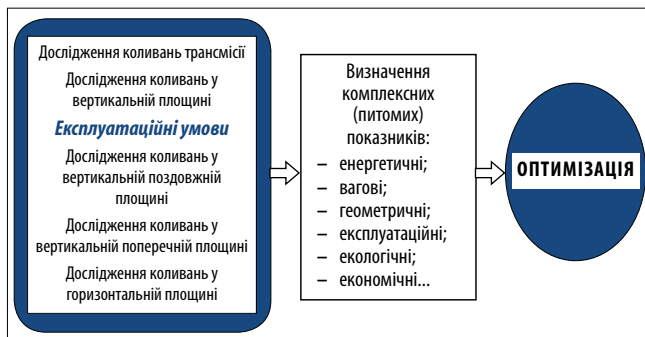 Дослідження коливань трансмісії
Дослідження коливань у
вертикальній площині
Експлуатаційні умови
Дослідження коливань у
вертикальній поздовжній
площині
Дослідження коливань у
вертикальній поперечній площині
Дослідження коливань у
горизонтальній площині
Визначення
комплексних
(питомих)
показників:
– енергетичні;
– вагові;
– геометричні;
– експлуатаційні;
– екологічні;
– економічні...
ОПТИМІЗАЦІЯ